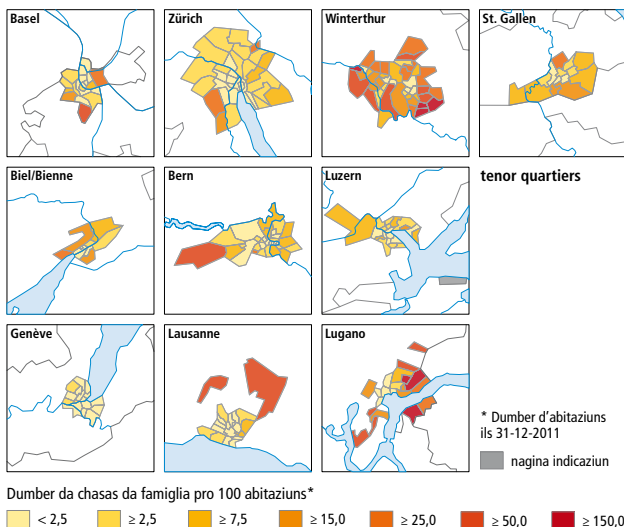 Basel
Zürich
Winterthur
St. Gallen
Biel/Bienne
Bern
Luzern
tenor quartiers
Genève
Lausanne
Lugano
* Dumber d'abitaziuns
ils 31-12-2011
nagina indicaziun
Dumber da chasas da famiglia pro 100 abitaziuns*
< 2,5 ≥ 2,5 ≥ 7,5 ≥ 15,0 ≥ 25,0 ≥ 50,0 ≥ 150,0